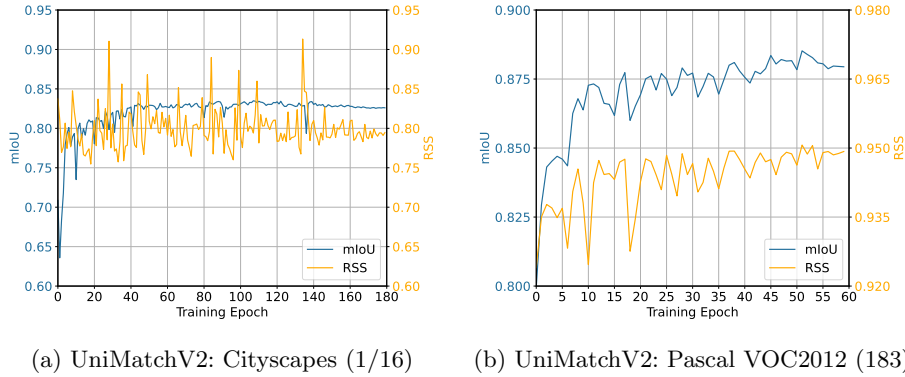 0.95 0.95 0.900 0.980
0.90 0.90
0.85 0.85 0.875 0.965
0.80 0.80
mIoU 0.75 0.75 RSS mIoU 0.850 0.950 RSS
0.70 0.70 0.825 0.935
0.65 0.65
mIoU mIoU
RSS RSS
0.60 0.60 0.800 0.920
0 20 40 60 80 100 120 140 160 180 0 5 10 15 20 25 30 35 40 45 50 55 60
Training Epoch Training Epoch
(a) UniMatchV2: Cityscapes (1/16) (b) UniMatchV2: Pascal VOC2012 (183)